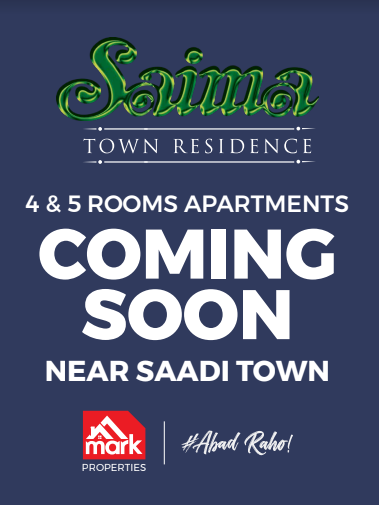 Saima
TOWN RESIDENCE
4 & 5 ROOMS APARTMENTS
COMING
SOON
NEAR SAADI TOWN
mark
PROPERTIES
#Abad Raho!